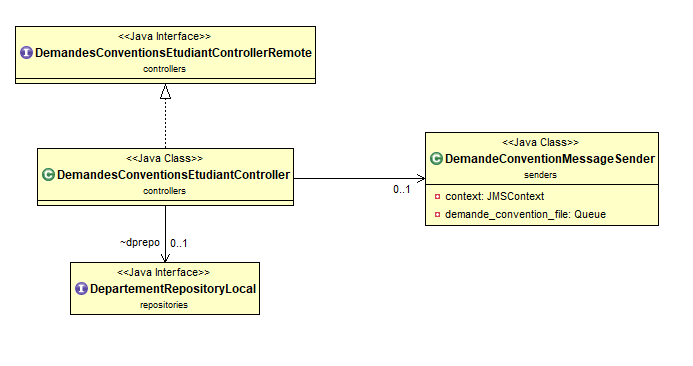 <<Java Interface>>
DemandesConventionsEtudiantControllerRemote
controllers
<<Java Class>>
DemandesConventionsEtudiantController
controllers
<<Java Class>>
DemandeConventionMessageSender
senders
context: JMSContext
demande_convention_file: Queue
0..1
~dprepo 0..1
<<Java Interface>>
DepartementRepositoryLocal
repositories